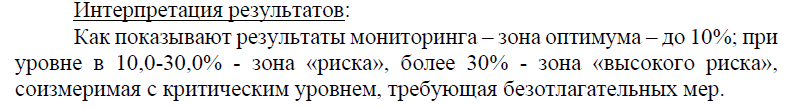 Интерпретация результатов:
Как показывают результаты мониторинга – зона оптимума – до 10%; при
уровне в 10,0-30,0% - зона «риска», более 30% - зона «высокого риска»,
соизмеримая с критическим уровнем, требующая безотлагательных мер.